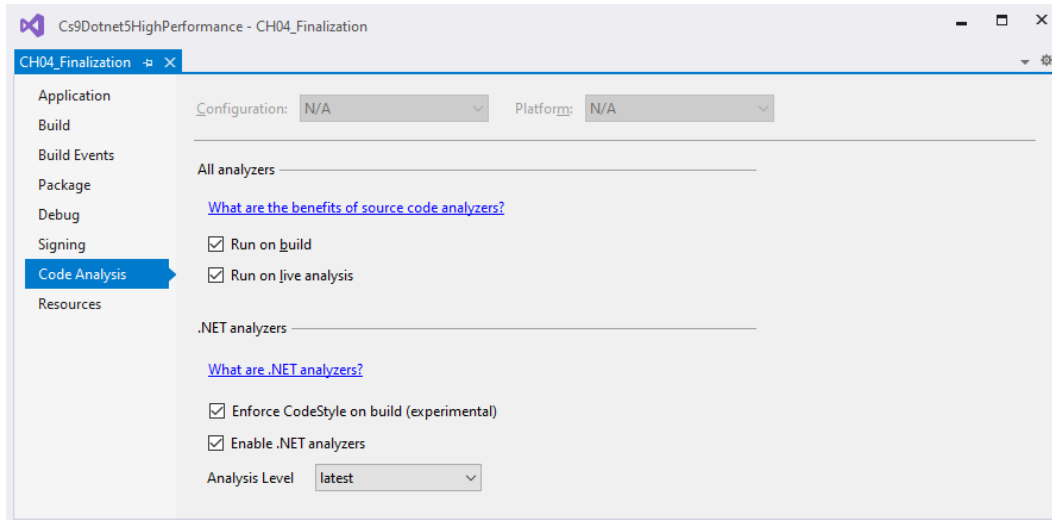 Cs9Dotnet5HighPerformance - CH04_Finalization
CH04_Finalization
Application
Build
Build Events
Package
Debug
Signing
Code Analysis
Resources
Configuration: N/A Platform: N/A
All analyzers
What are the benefits of source code analyzers?
Run on build
Run on live analysis
.NET analyzers
What are .NET analyzers?
Enforce CodeStyle on build (experimental)
Enable .NET analyzers
Analysis Level latest